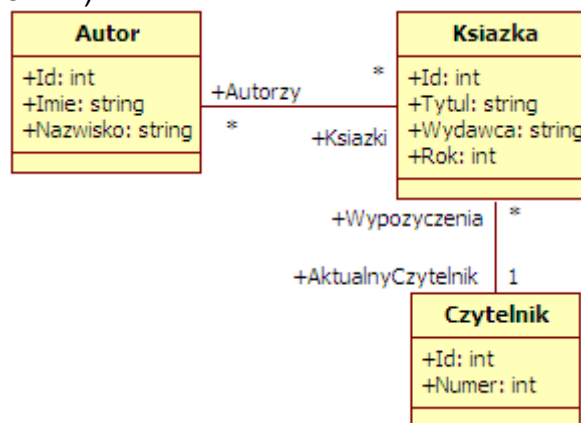 Autor
+Id: int
+Imie: string
+Nazwisko: string
+Autorzy
*
*
+Ksiazki
Ksiazka
+Id: int
+Tytul: string
+Wydawca: string
+Rok: int
+Wypozyczenia
*
+AktualnyCzytelnik
1
Czytelnik
+Id: int
+Numer: int